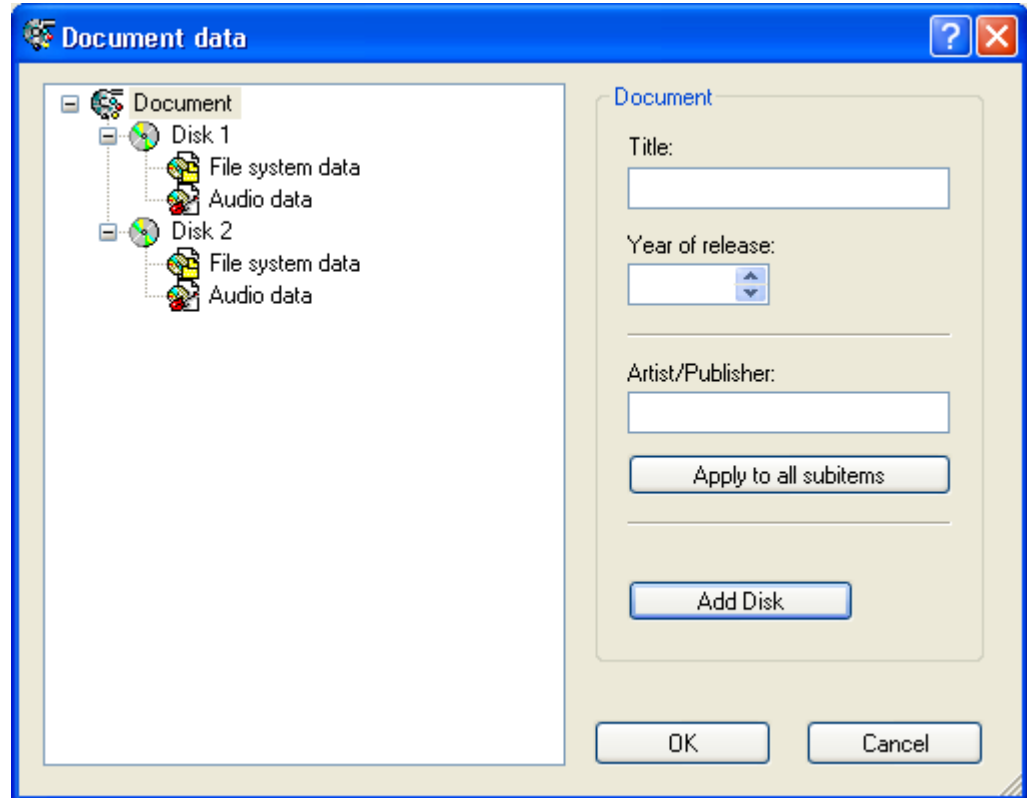 Document data
Document
Disk 1
File system data
Audio data
Disk 2
File system data
Audio data
Document
Title:
Year of release:
Artist/Publisher:
Apply to all subitems
Add Disk
OK
Cancel